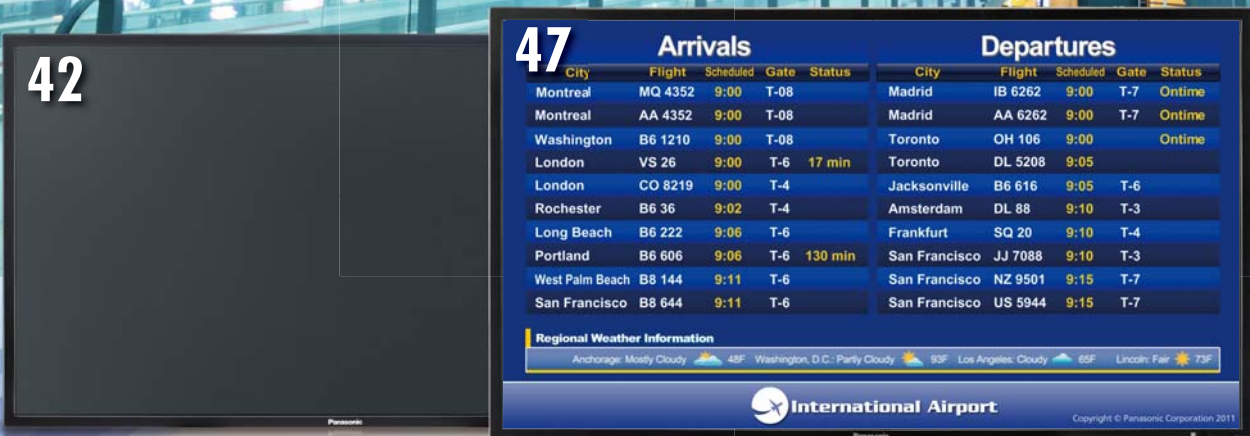 42
47
Arrivals
City Flight Scheduled Gate Status
Montreal MQ 4352 9:00 T-08
Montreal AA 4352 9:00 T-08
Washington B6 1210 9:00 T-08
London VS 26 9:00 T-6 17 min
London CO 8219 9:00 T-4
Rochester B6 36 9:02 T-4
Long Beach B6 222 9:06 T-6
Portland B6 606 9:06 T-6 130 min
West Palm Beach B8 144 9:11 T-6
San Francisco B8 644 9:11 T-6
Departures
City Flight Scheduled Gate Status
Madrid IB 6262 9:00 T-7 Ontime
Madrid AA 6262 9:00 T-7 Ontime
Toronto OH 106 9:00 Ontime
Toronto DL 5208 9:05
Jacksonville B6 616 9:05 T-6
Amsterdam DL 88 9:10 T-3
Frankfurt SQ 20 9:10 T-4
San Francisco JJ 7088 9:10 T-3
San Francisco NZ 9501 9:15 T-7
San Francisco US 5944 9:15 T-7
Regional Weather Information
Anchorage: Mostly Cloudy 48F Washington, D.C.: Partly Cloudy 93F Los Angeles: Cloudy 65F Lincoln: Fair 73F
International Airport
Copyright © Panasonic Corporation 2011
Panasonic